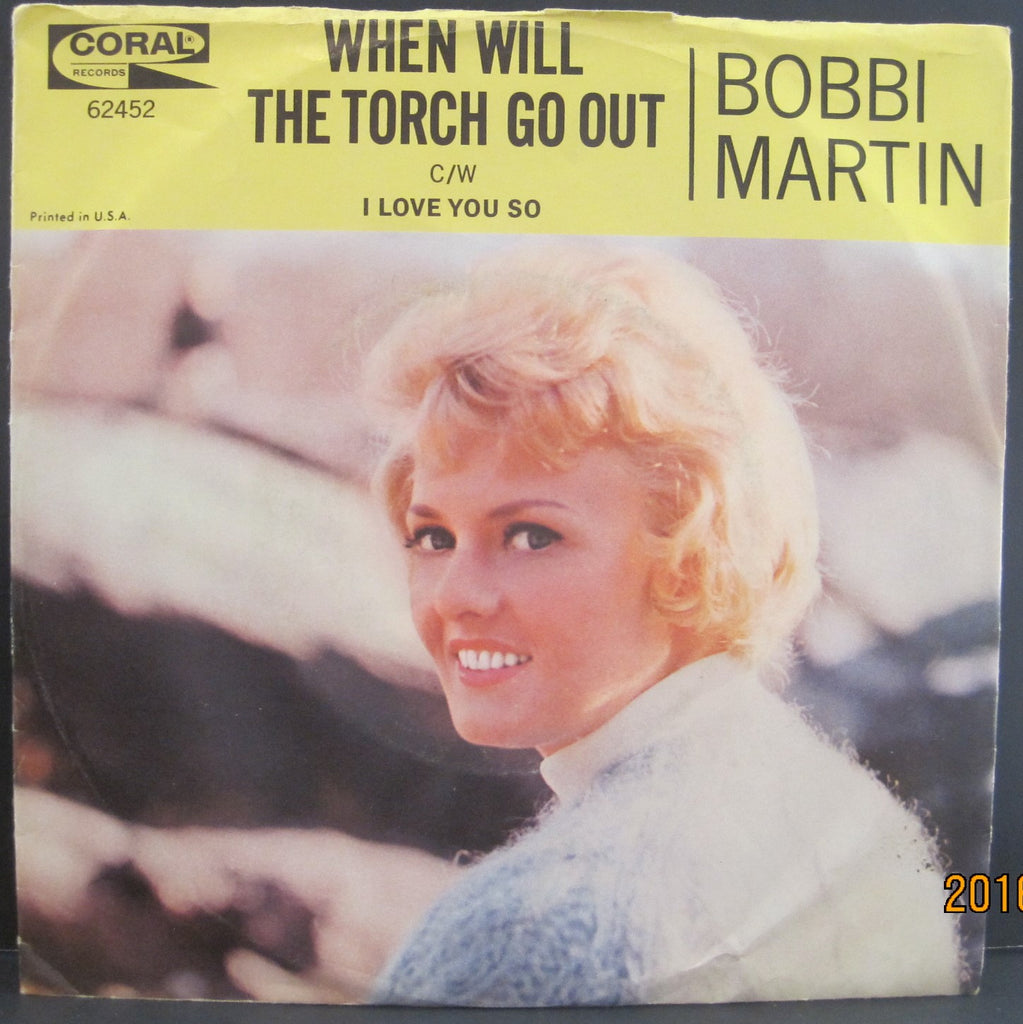 CORAL®
RECORDS
62452
WHEN WILL
THE TORCH GO OUT
C/W
I LOVE YOU SO
BOBBI
MARTIN
Printed in U.S.A.